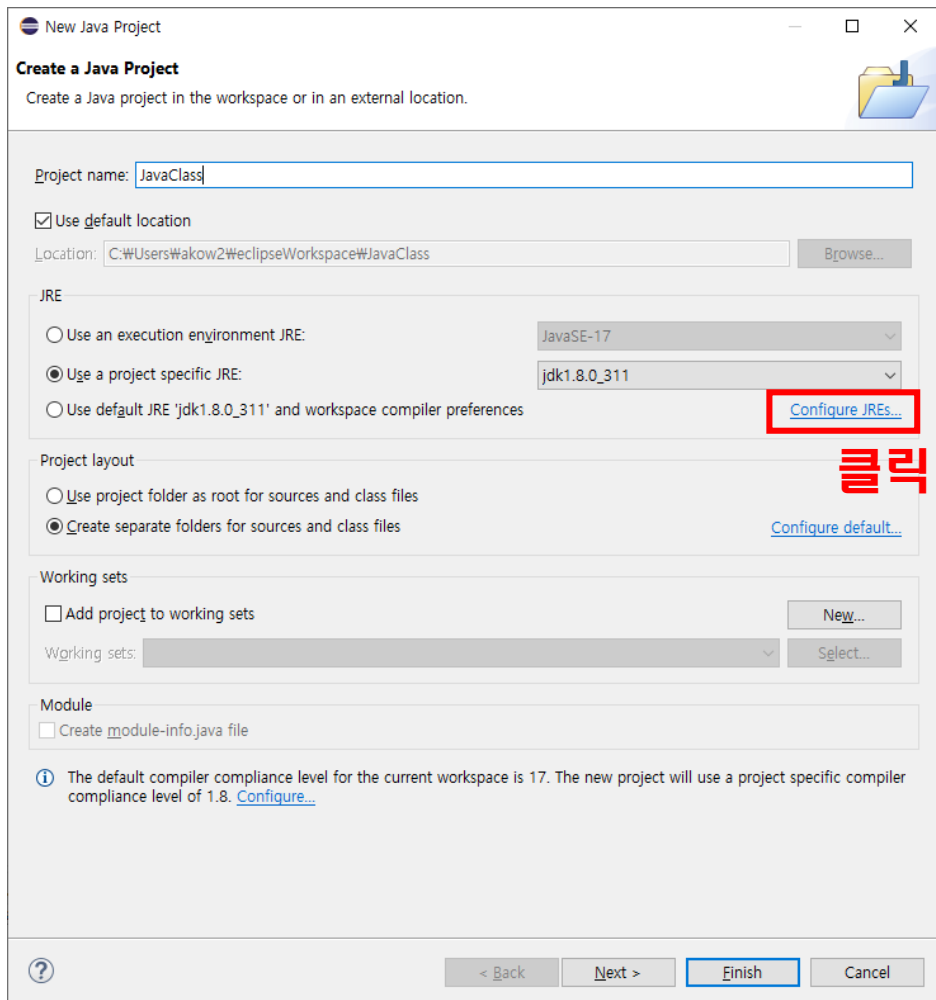 New Java Project
Create a Java Project
Create a Java project in the workspace or in an external location.
Project name: JavaClass
Use default location
Location: C:₩Users₩akow2₩eclipseWorkspace₩JavaClass Browse...
JRE
Use an execution environment JRE: JavaSE-17
Use a project specific JRE: jdk1.8.0_311
Use default JRE 'jdk1.8.0_311' and workspace compiler preferences Configure JREs...
클릭
Project layout
Use project folder as root for sources and class files
Create separate folders for sources and class files Configure default...
Working sets
Add project to working sets New...
Working sets: Select...
Module
Create module-info.java file
The default compiler compliance level for the current workspace is 17. The new project will use a project specific compiler
compliance level of 1.8. Configure...
? < Back Next > Finish Cancel